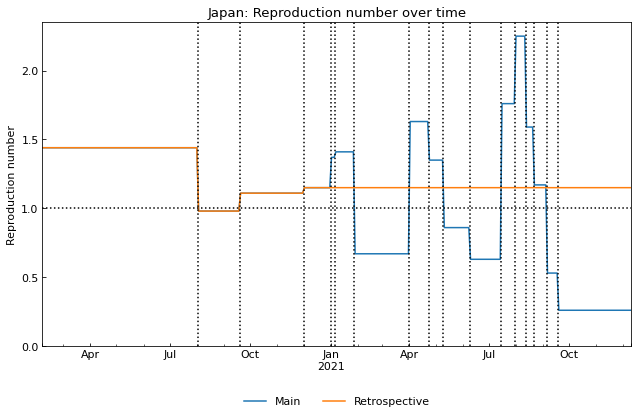 Japan: Reproduction number over time
Reproduction number
2.0
1.5
1.0
0.5
0.0
Apr Jul Oct Jan Apr Jul Oct
2021
Main Retrospective